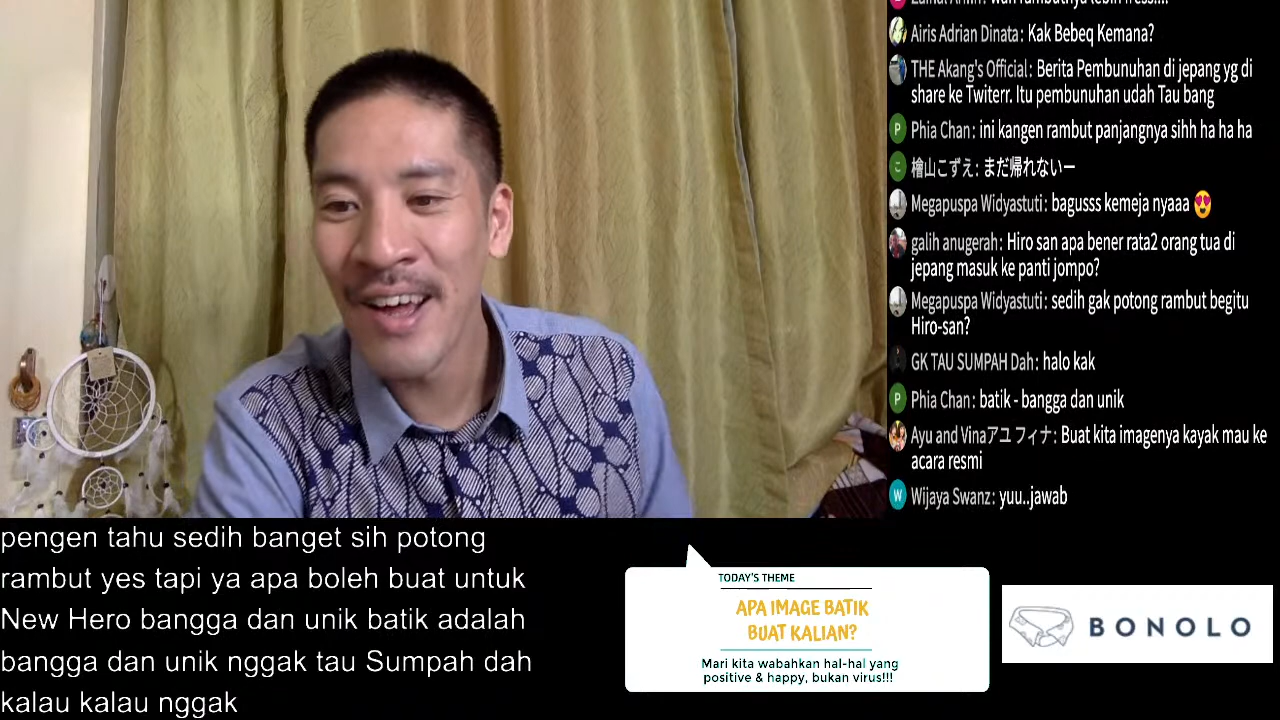 Airis Adrian Dinata: Kak Bebeq Kemana?
THE Akang's Official: Berita Pembunuhan di jepang yg di
share ke Twiterr. Itu pembunuhan udah Tau bang
P Phia Chan: ini kangen rambut panjangnya sihh ha ha ha
こ 檜山こずえ: まだ帰れないー
Megapuspa Widyastuti: bagusss kemeja nyaaa 😍
galih anugerah: Hiro san apa bener rata2 orang tua di
jepang masuk ke panti jompo?
Megapuspa Widyastuti: sedih gak potong rambut begitu
Hiro-san?
GK TAU SUMPAH Dah: halo kak
P Phia Chan: batik - bangga dan unik
Ayu and Vinaアユ フィナ: Buat kita imagenya kayak mau ke
acara resmi
W Wijaya Swanz: yuu..jawab
pengen tahu sedih banget sih potong
rambut yes tapi ya apa boleh buat untuk
New Hero bangga dan unik batik adalah
bangga dan unik nggak tau Sumpah dah
kalau kalau nggak
TODAY'S THEME
APA IMAGE BATIK
BUAT KALIAN?
Mari kita wabahkan hal-hal yang
positive & happy, bukan virus!!!
BONOLO